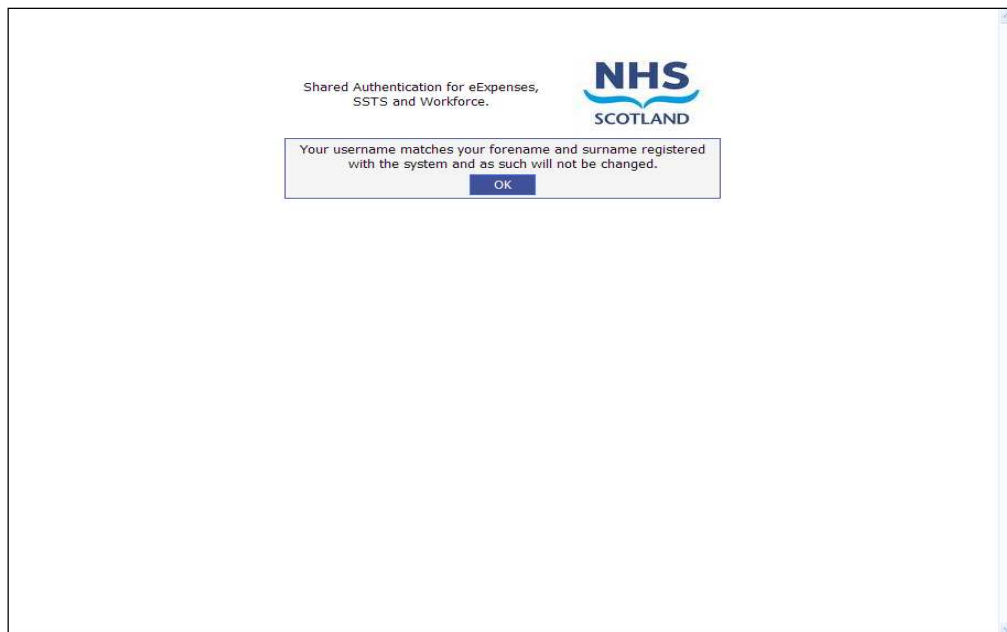 Shared Authentication for eExpenses,
SSTS and Workforce.
NHS
SCOTLAND
Your username matches your forename and surname registered
with the system and as such will not be changed.
OK